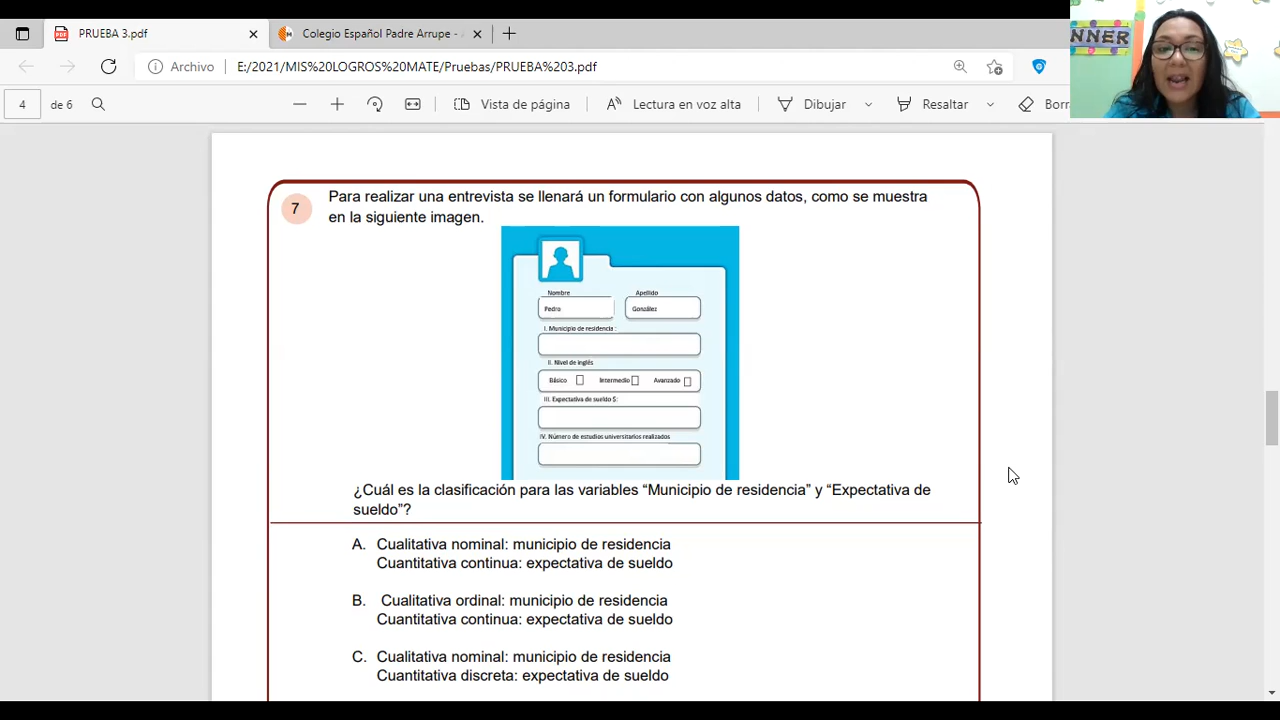 PRUEBA 3.pdf
Colegio Español Padre Arrupe -
Archivo
E:/2021/MIS%20LOGROS%20MATE/Pruebas/PRUEBA%203.pdf
NNER
4 de 6
Vista de página
Lectura en voz alta
Dibujar
Resaltar
Borr
7
Para realizar una entrevista se llenará un formulario con algunos datos, como se muestra
en la siguiente imagen.
Nombre Apellido
Pedro González
I. Municipio de residencia :
II. Nivel de inglés
Básico Intermedio Avanzado
III. Expectativa de sueldo $:
IV. Número de estudios universitarios realizados
¿Cuál es la clasificación para las variables “Municipio de residencia” y “Expectativa de
sueldo”?
A. Cualitativa nominal: municipio de residencia
Cuantitativa continua: expectativa de sueldo
B. Cualitativa ordinal: municipio de residencia
Cuantitativa continua: expectativa de sueldo
C. Cualitativa nominal: municipio de residencia
Cuantitativa discreta: expectativa de sueldo